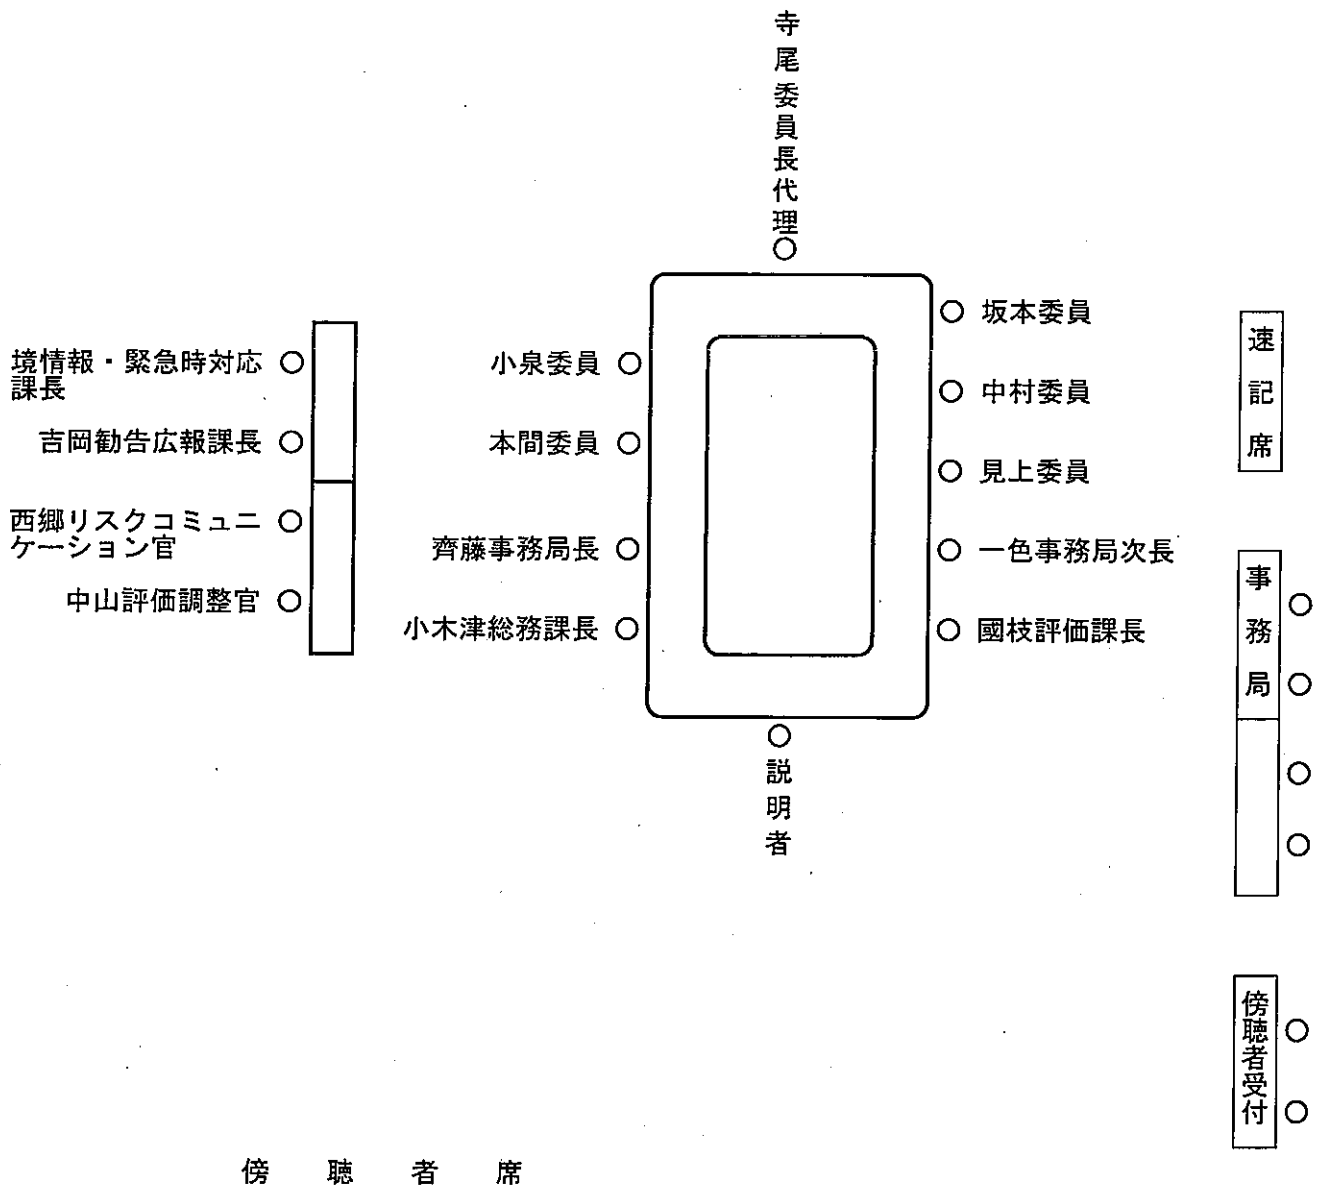 寺尾委員長代理
坂本委員
中村委員
見上委員
一色事務局次長
國枝評価課長
小泉委員
本間委員
齊藤事務局長
小木津総務課長
境情報・緊急時対応
課長
吉岡勧告広報課長
西郷リスクコミュニ
ケーション官
中山評価調整官
説明者
速記席
事務局
傍聴者受付
傍聴者席